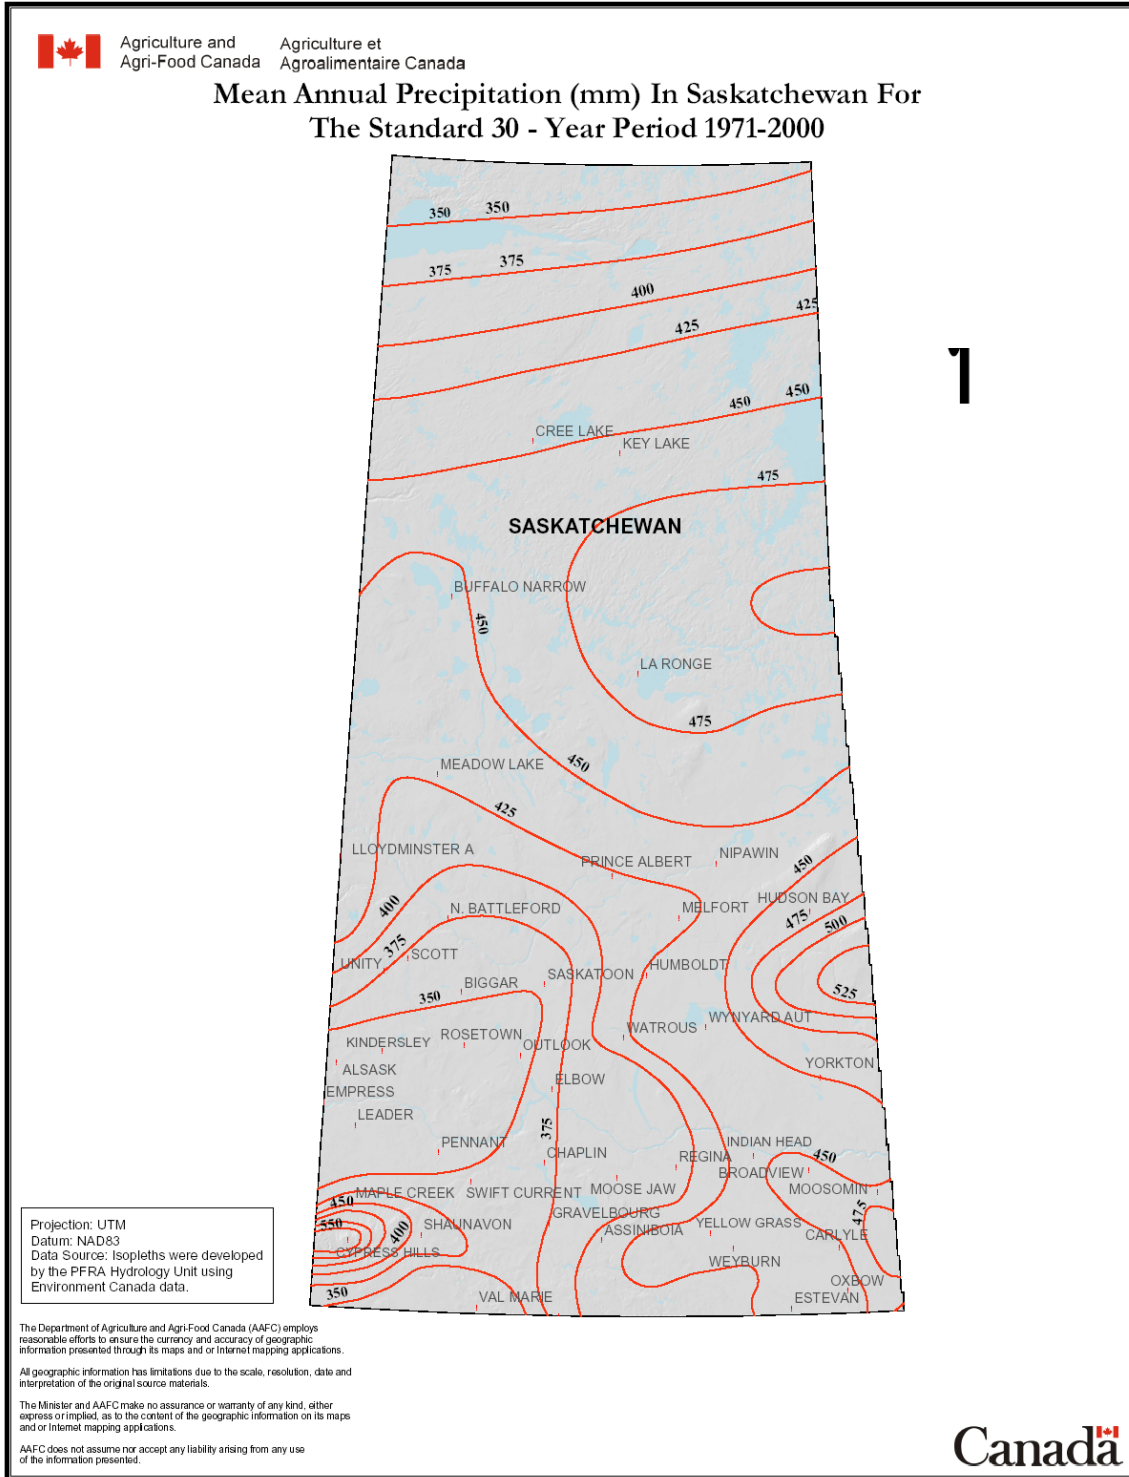 Agriculture and
Agri-Food Canada
Agriculture et
Agroalimentaire Canada
Mean Annual Precipitation (mm) In Saskatchewan For
The Standard 30 - Year Period 1971-2000
350 350
375 375
400
425
425
1
450 450
CREE LAKE
KEY LAKE
475
SASKATCHEWAN
BUFFALO NARROW
450
LA RONGE
475
450
MEADOW LAKE
425
LLOYDMINSTER A
PRINCE ALBERT
NIPAWIN
450
HUDSON BAY
400
N. BATTLEFORD
MELFORT
475
500
375
SCOTT
UNITY
SASKATOON
HUMBOLDT
BIGGAR
525
350
WYNYARD AUT
WATROUS
ROSETOWN
KINDERSLEY
OUTLOOK
YORKTON
ALSASK
ELBOW
EMPRESS
LEADER
375
PENNANT
INDIAN HEAD
CHAPLIN
REGINA
450
BROADVIEW
MAPLE CREEK
SWIFT CURRENT
MOOSE JAW
MOOSOMIN
450
GRAVELBOURG
475
550
400
SHAUNAVON
ASSINIBOIA
YELLOW GRASS
CARLYLE
CYPRESS HILLS
WEYBURN
OXBOW
350
VAL MARIE
ESTEVAN
Projection: UTM
Datum: NAD83
Data Source: Isopleths were developed
by the PFRA Hydrology Unit using
Environment Canada data.
The Department of Agriculture and Agri-Food Canada (AAFC) employs
reasonable efforts to ensure the currency and accuracy of geographic
information presented through its maps and or Internet mapping applications.
All geographic information has limitations due to the scale, resolution, date and
interpretation of the original source materials.
The Minister and AAFC make no assurance or warranty of any kind, either
express or implied, as to the content of the geographic information on its maps
and or Internet mapping applications.
AAFC does not assume nor accept any liability arising from any use
of the information presented.
Canada